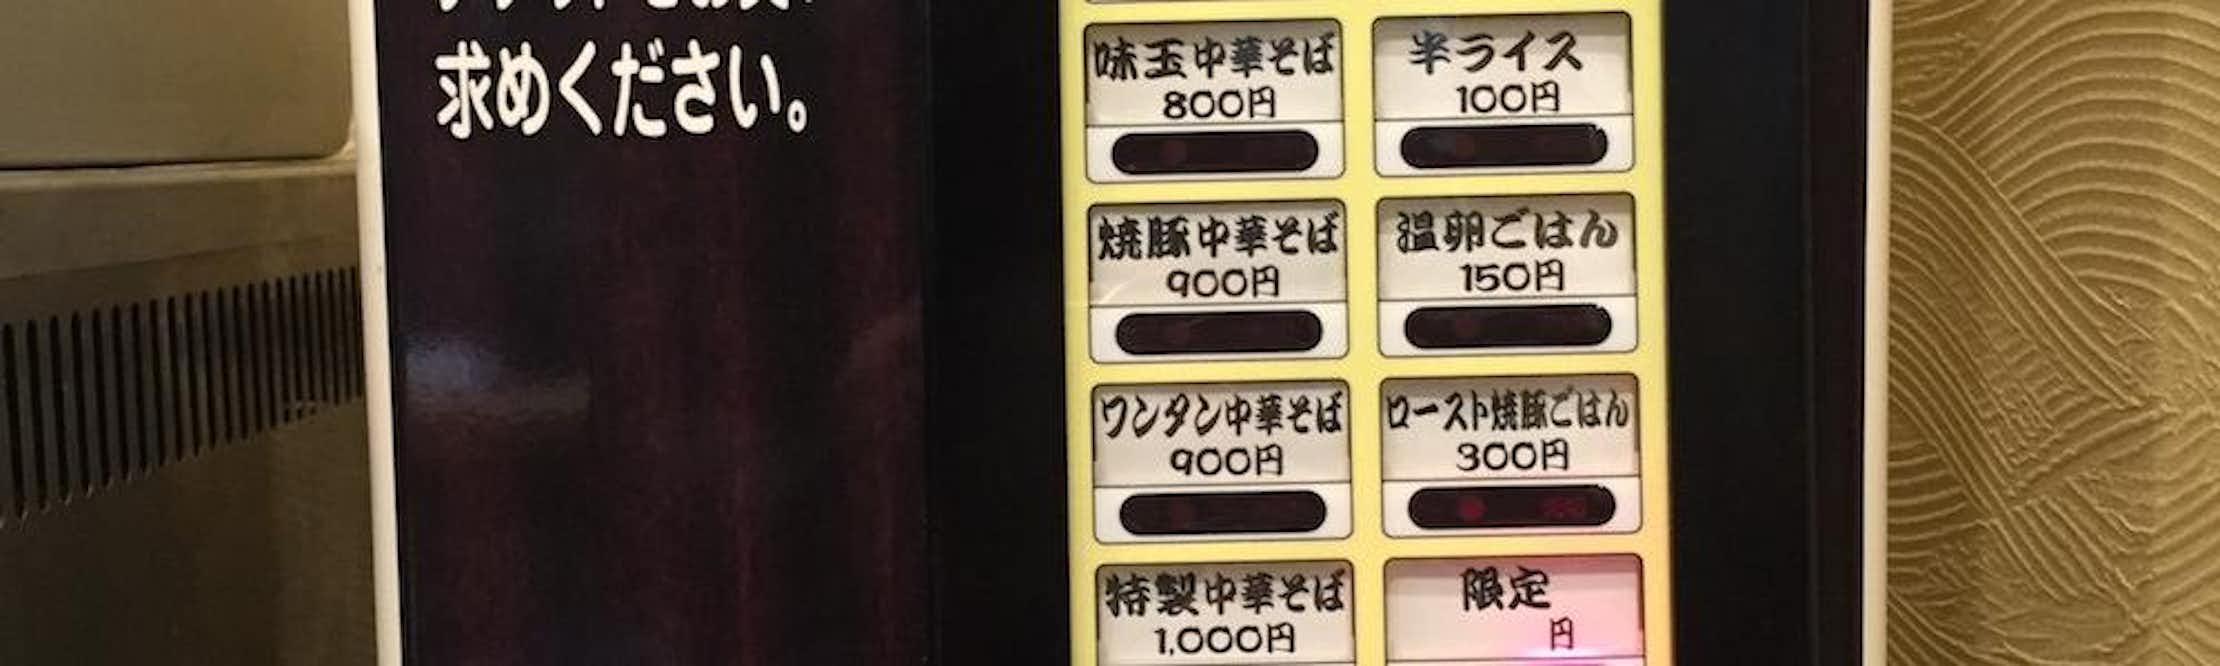 求めください。
味玉中華そば
800円
半ライス
100円
焼豚中華そば
900円
温卵ごはん
150円
ワンタン中華そば
900円
ロースト焼豚ごはん
300円
特製中華そば
1,000円
限定
円